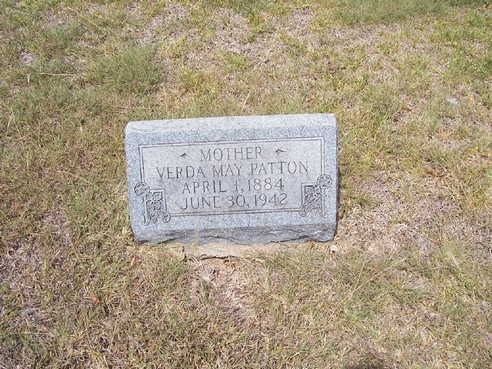 MOTHER
VERDA MAY PATTON
APRIL 1, 1884
JUNE 30, 1942